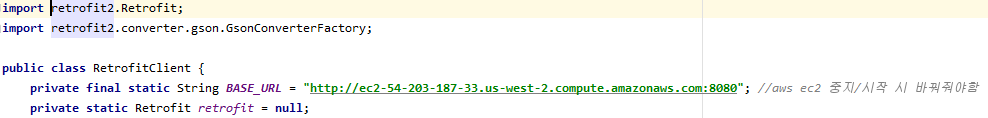 import retrofit2.Retrofit;
import retrofit2.converter.gson.GsonConverterFactory;
public class RetrofitClient {
private final static String BASE_URL = "http://ec2-54-203-187-33.us-west-2.compute.amazonaws.com:8080"; //aws ec2 중지/시작 시 바꿔줘야함
private static Retrofit retrofit = null;